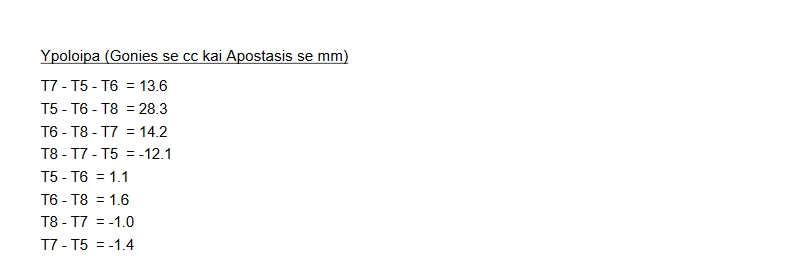 Ypoloipa (Gonies se cc kai Apostasis se mm)
T7 - T5 - T6 = 13.6
T5 - T6 - T8 = 28.3
T6 - T8 - T7 = 14.2
T8 - T7 - T5 = -12.1
T5 - T6 = 1.1
T6 - T8 = 1.6
T8 - T7 = -1.0
T7 - T5 = -1.4